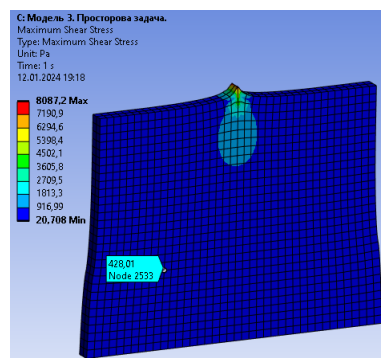 C: Модель 3. Просторова задача.
Maximum Shear Stress
Type: Maximum Shear Stress
Unit: Pa
Time: 1 s
12.01.2024 19:18
8087,2 Max
7190,9
6294,6
5398,4
4502,1
3605,8
2709,5
1813,3
916,99
20,708 Min
428,01
Node 2533